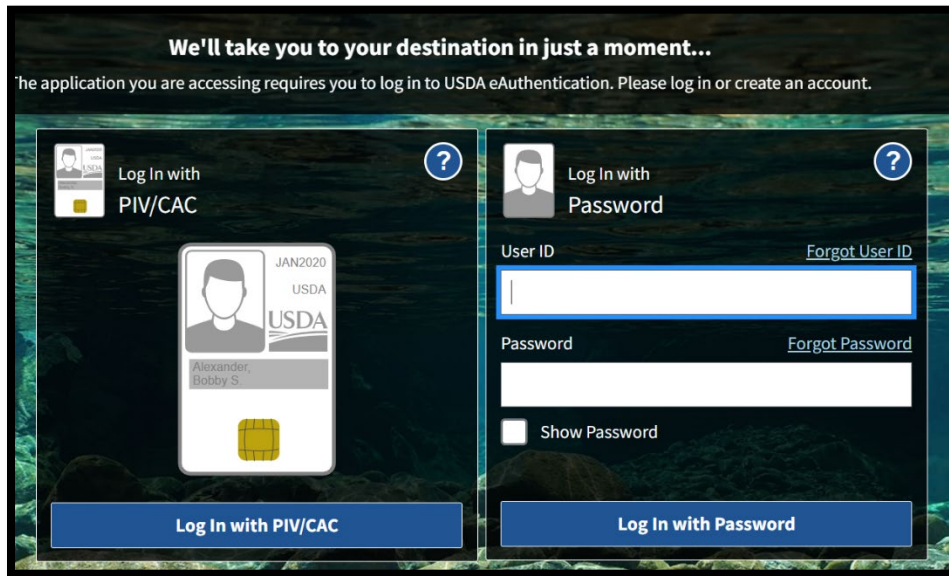 We'll take you to your destination in just a moment...
he application you are accessing requires you to log in to USDA eAuthentication. Please log in or create an account.
Log In with
PIV/CAC
?
JAN2020
USDA
USDA
Alexander,
Bobby S.
Log In with PIV/CAC
Log In with
Password
?
User ID
Forgot User ID
Password
Forgot Password
Show Password
Log In with Password